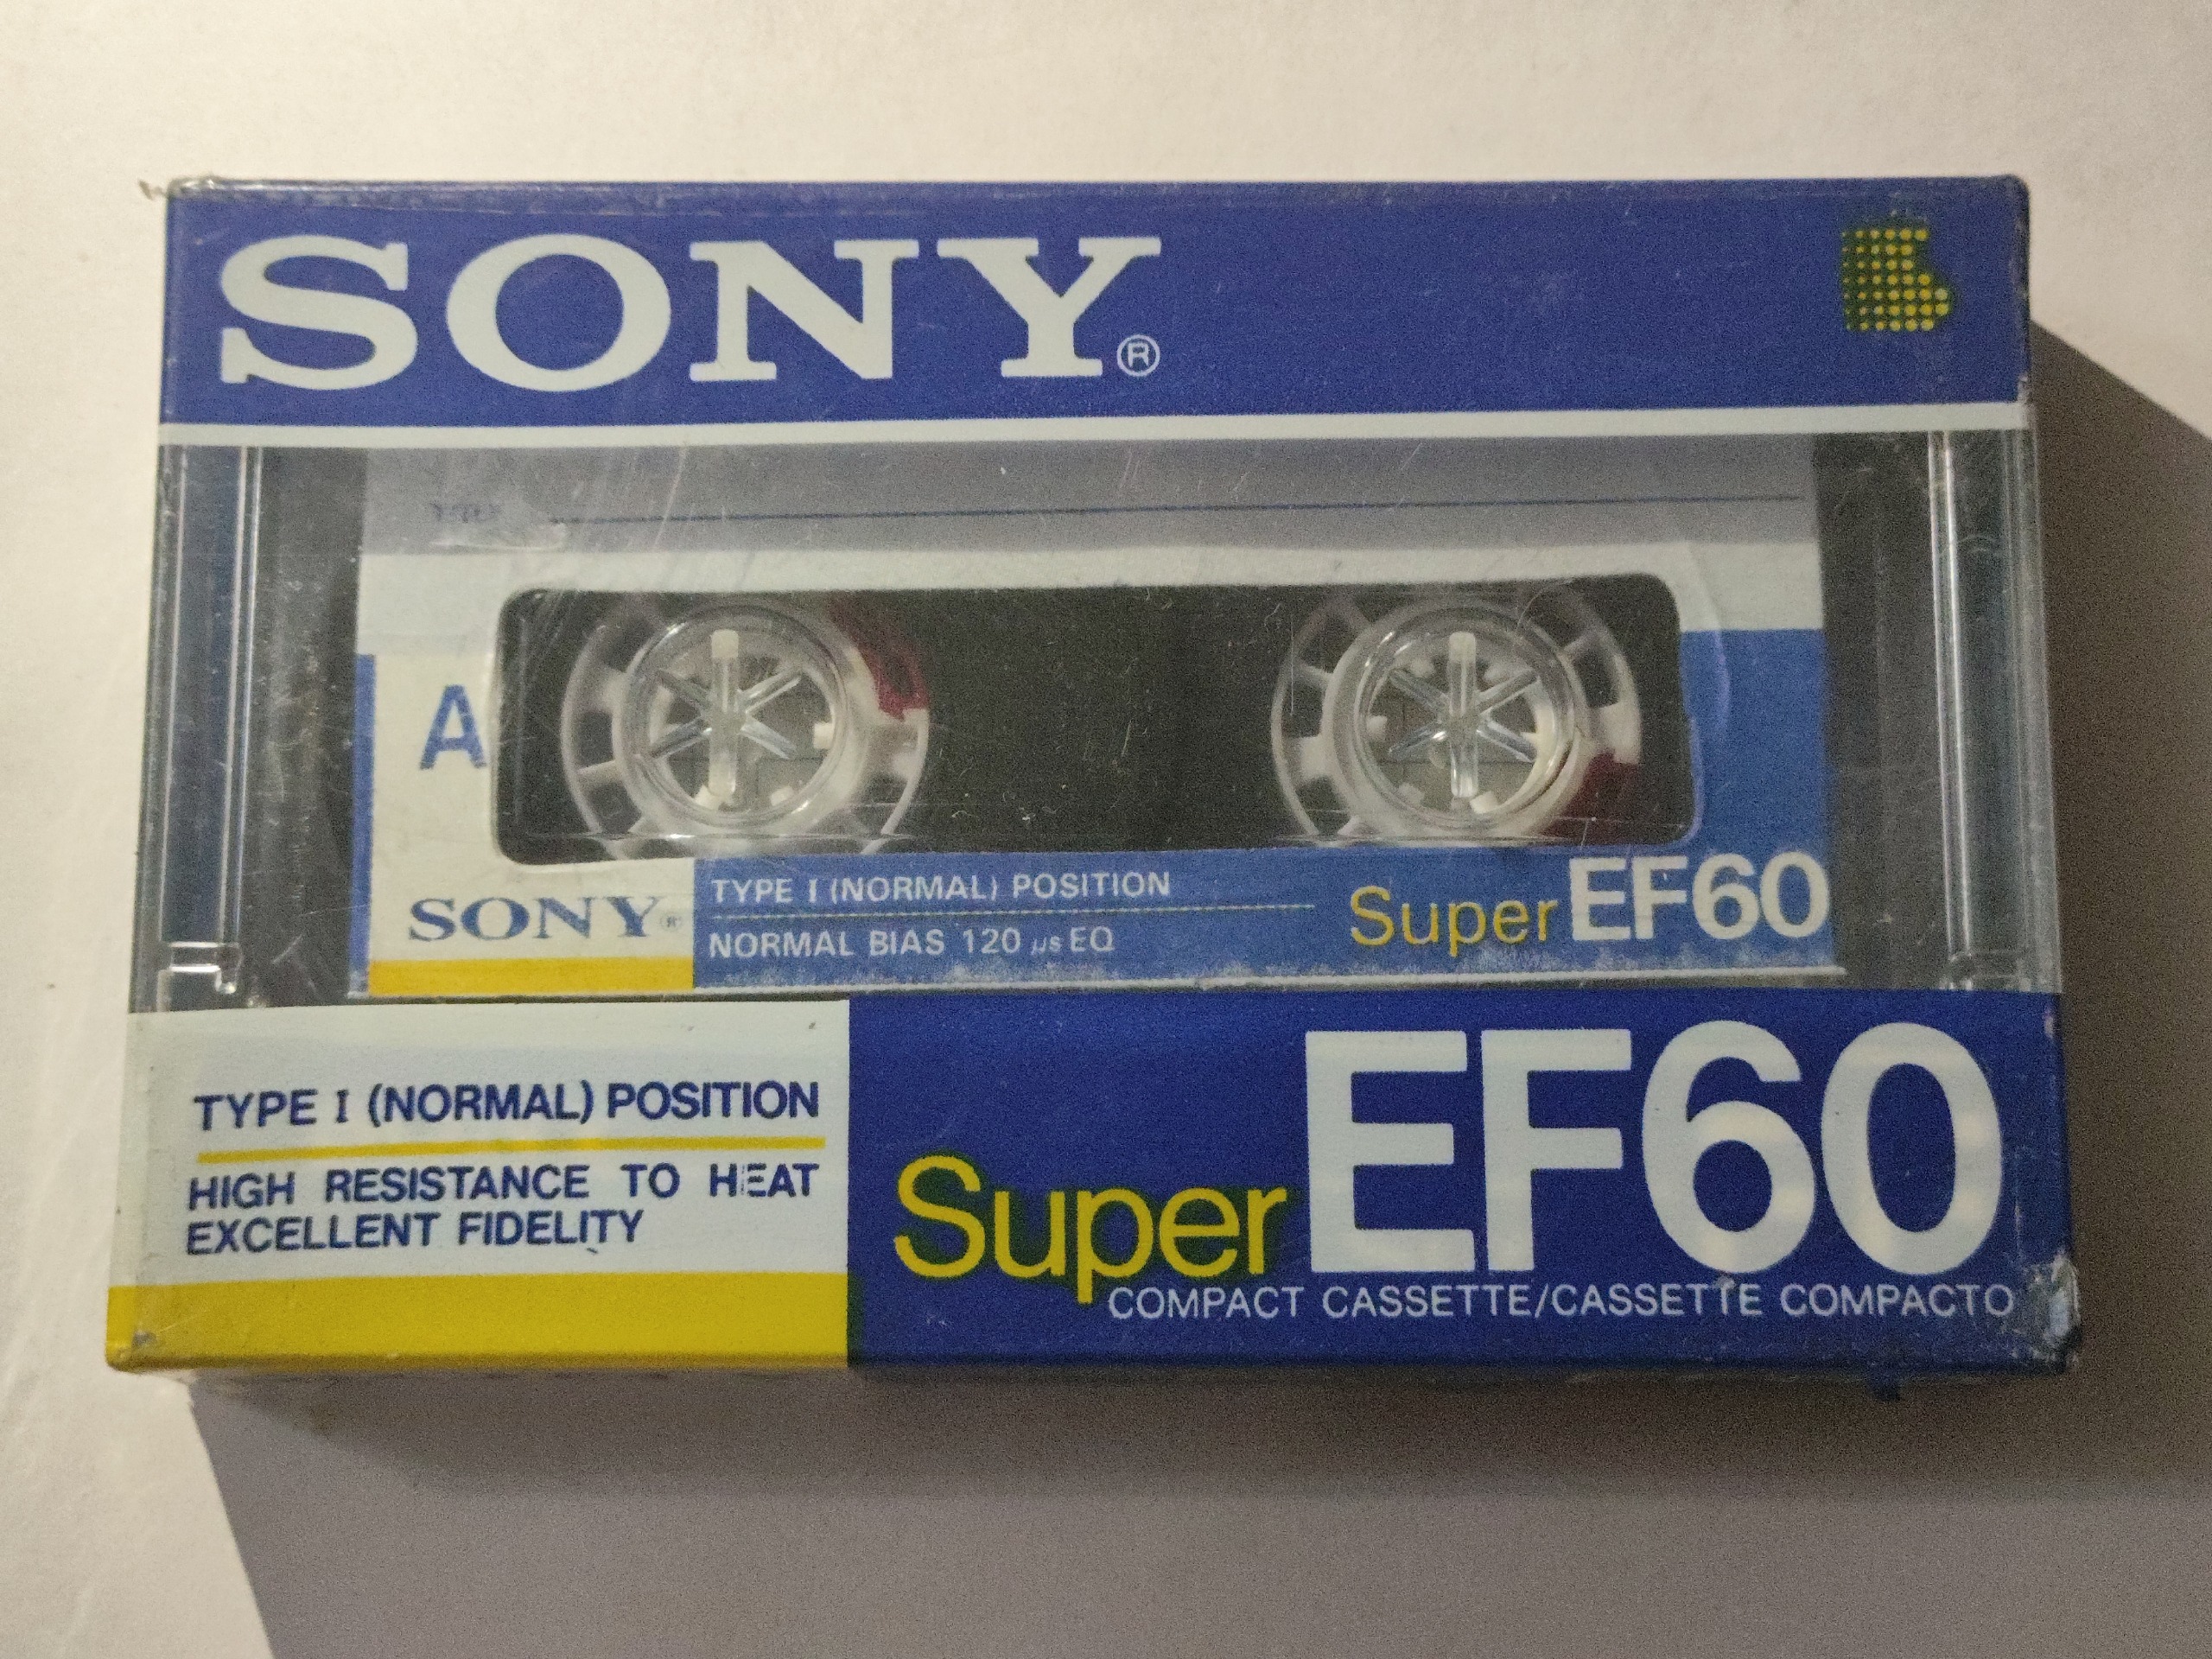 SONY®
A
SONY®
TYPE I (NORMAL) POSITION
NORMAL BIAS 120 μs EQ
Super EF60
TYPE I (NORMAL) POSITION
HIGH RESISTANCE TO HEAT
EXCELLENT FIDELITY
Super EF60
COMPACT CASSETTE/CASSETTE COMPACTO